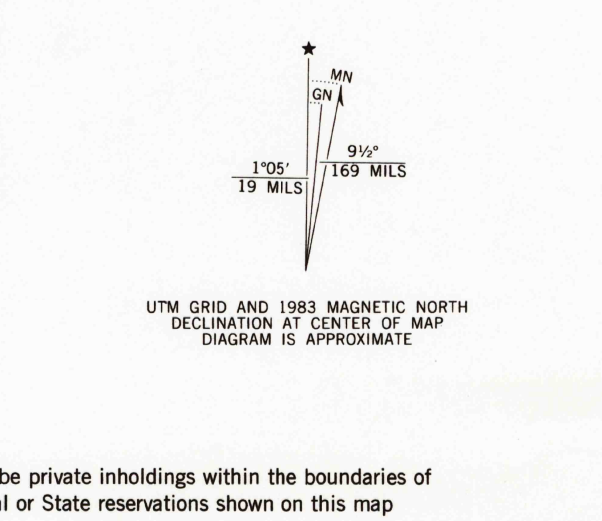 ★
MN
GN
1°05′
19 MILS
9½°
169 MILS
UTM GRID AND 1983 MAGNETIC NORTH
DECLINATION AT CENTER OF MAP
DIAGRAM IS APPROXIMATE
be private inholdings within the boundaries of
l or State reservations shown on this map